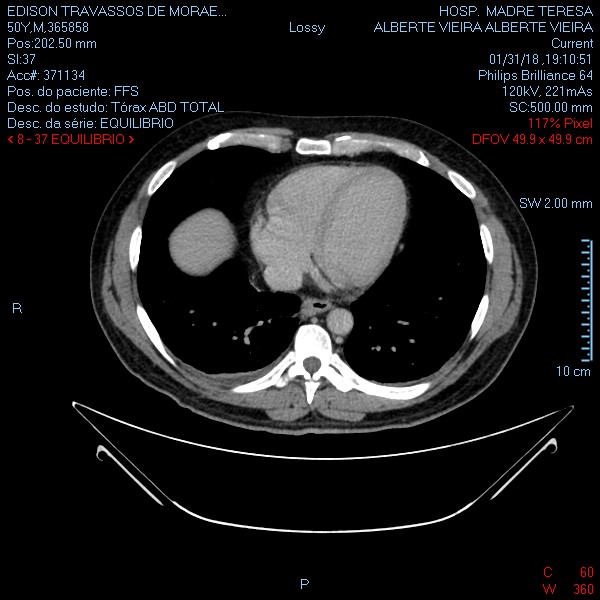 EDISON TRAVASSOS DE MORAE...
50Y,M,365858
Pos:202.50 mm
SI:37
Acc#: 371134
Pos. do paciente: FFS
Desc. do estudo: Tórax ABD TOTAL
Desc. da série: EQUILIBRIO
< 8 - 37 EQUILIBRIO >
Lossy
HOSP. MADRE TERESA
ALBERTE VIEIRA ALBERTE VIEIRA
Current
01/31/18 ,19:10:51
Philips Brilliance 64
120kV, 221mAs
SC:500.00 mm
117% Pixel
DFOV 49.9 x 49.9 cm
SW 2.00 mm
R
10 cm
P
C 60
W 360